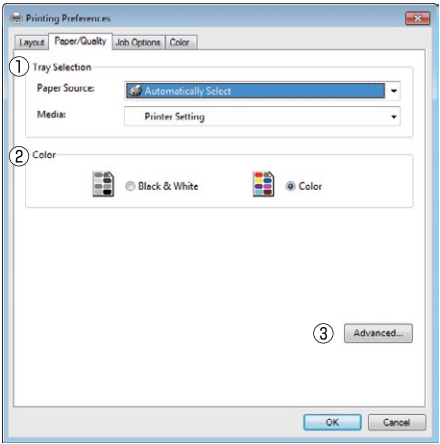 Printing Preferences
Layout Paper/Quality Job Options Color
① Tray Selection
Paper Source: Automatically Select
Media: Printer Setting
② Color
Black & White Color
③ Advanced...
OK Cancel